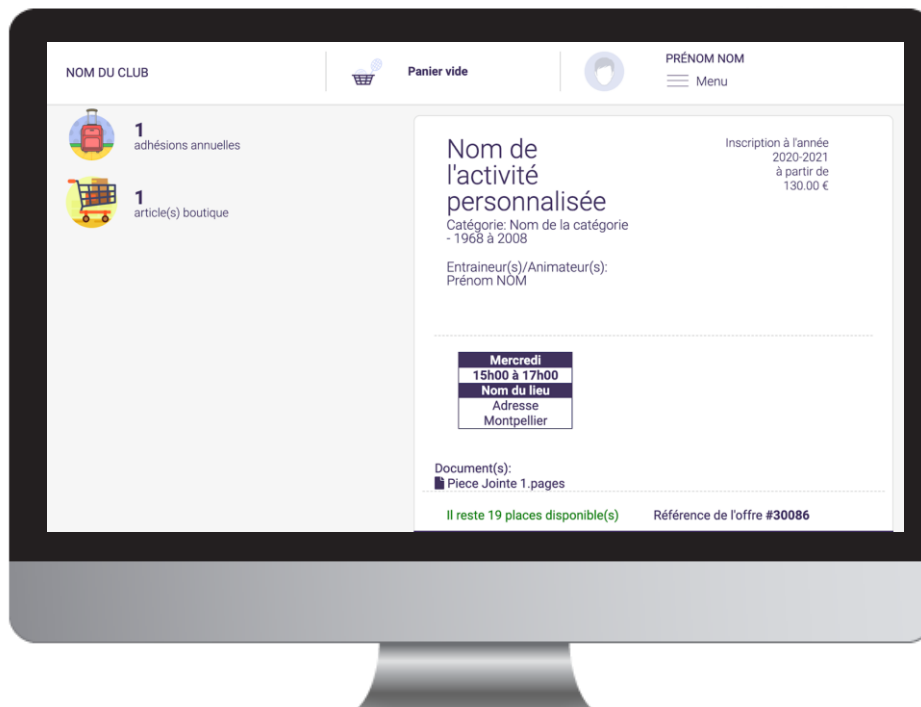 NOM DU CLUB
Panier vide
PRÉNOM NOM
Menu
1
adhésions annuelles
1
article(s) boutique
Nom de
l'activité
personnalisée
Catégorie: Nom de la catégorie
- 1968 à 2008
Entraineur(s)/Animateur(s):
Prénom NOM
Inscription à l'année
2020-2021
à partir de
130.00 €
Mercredi
15h00 à 17h00
Nom du lieu
Adresse
Montpellier
Document(s):
Piece Jointe 1.pages
Il reste 19 places disponible(s)
Référence de l'offre #30086